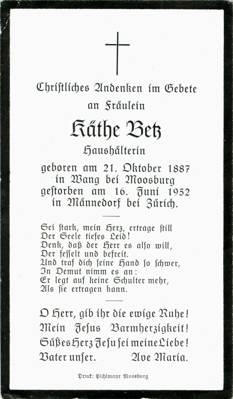 Christliches Andenken im Gebete
an Fräulein
Käthe Betz
Haushälterin
geboren am 21. Oktober 1887
in Wang bei Moosburg
gestorben am 16. Juni 1952
in Männedorf bei Zürich.
Sei stark, mein Herz, ertrage still
Der Seele tiefes Leid!
Denk, daß der Herr es also will,
Der fesselt und befreit.
Und traf dich seine Hand so schwer,
In Demut nimm es an:
Er legt auf keine Schulter mehr,
Als sie ertragen kann.
O Herr, gib ihr die ewige Ruhe!
Mein Jesus Barmherzigkeit!
Süßes Herz Jesu sei meine Liebe!
Vater unser. Ave Maria.
Druck: Pichlmayr Moosburg